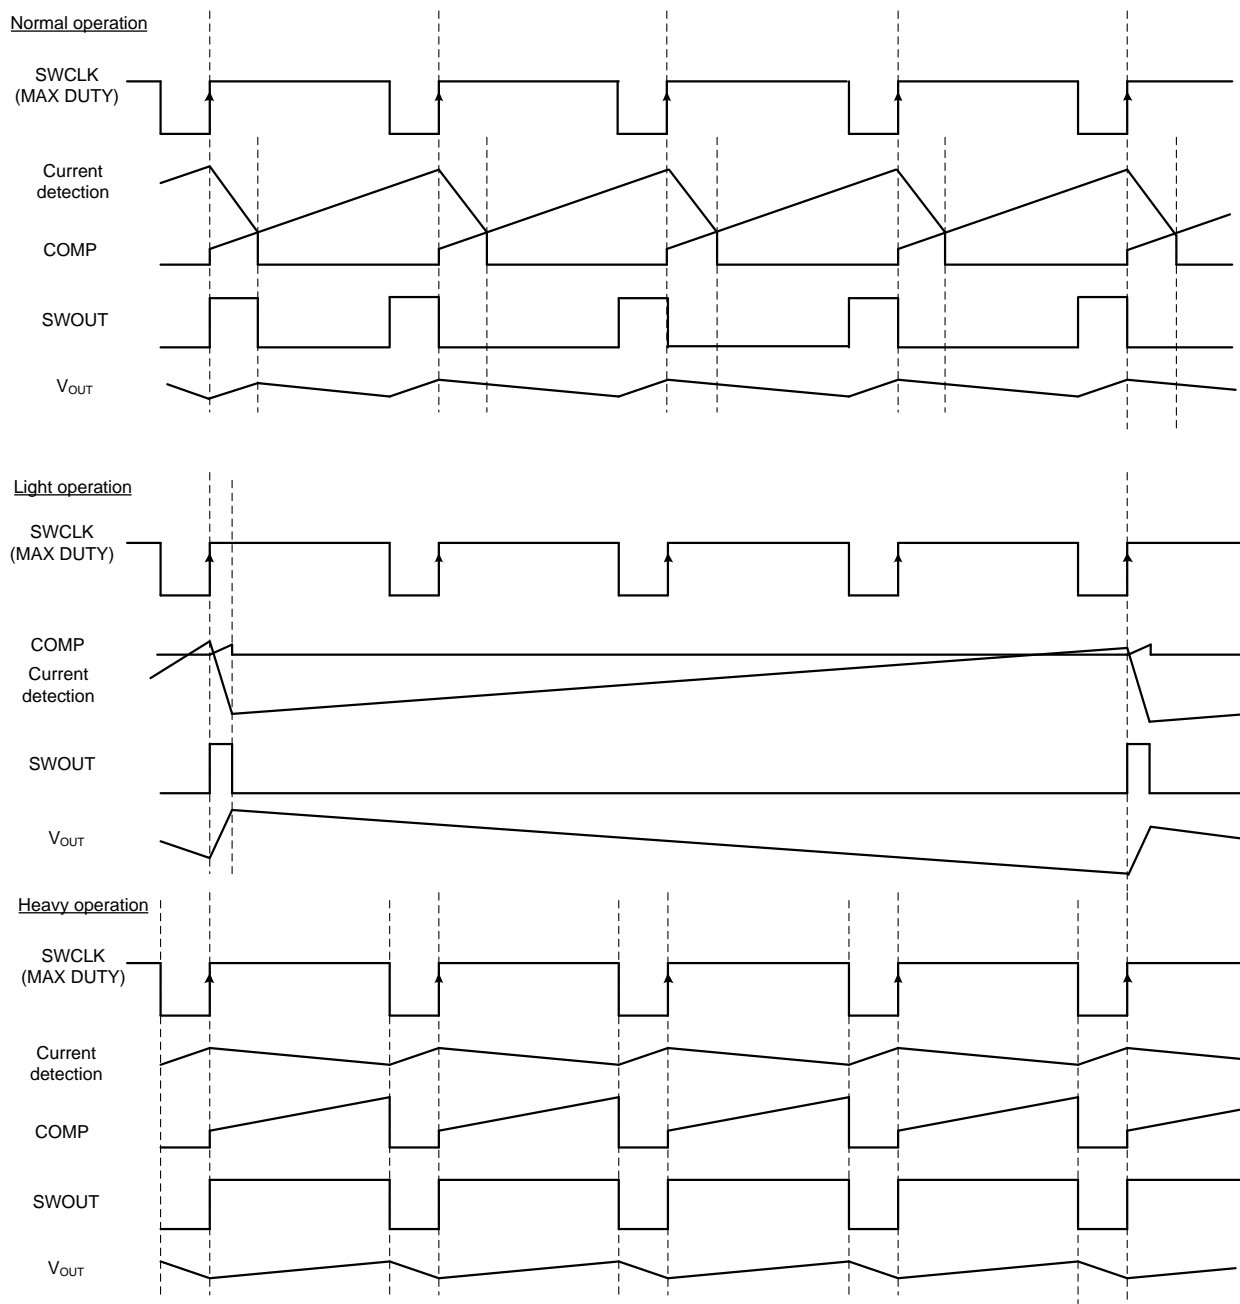 Normal operation
SWCLK
(MAX DUTY)
Current
detection
COMP
SWOUT
VOUT
Light operation
SWCLK
(MAX DUTY)
COMP
Current
detection
SWOUT
VOUT
Heavy operation
SWCLK
(MAX DUTY)
Current
detection
COMP
SWOUT
VOUT